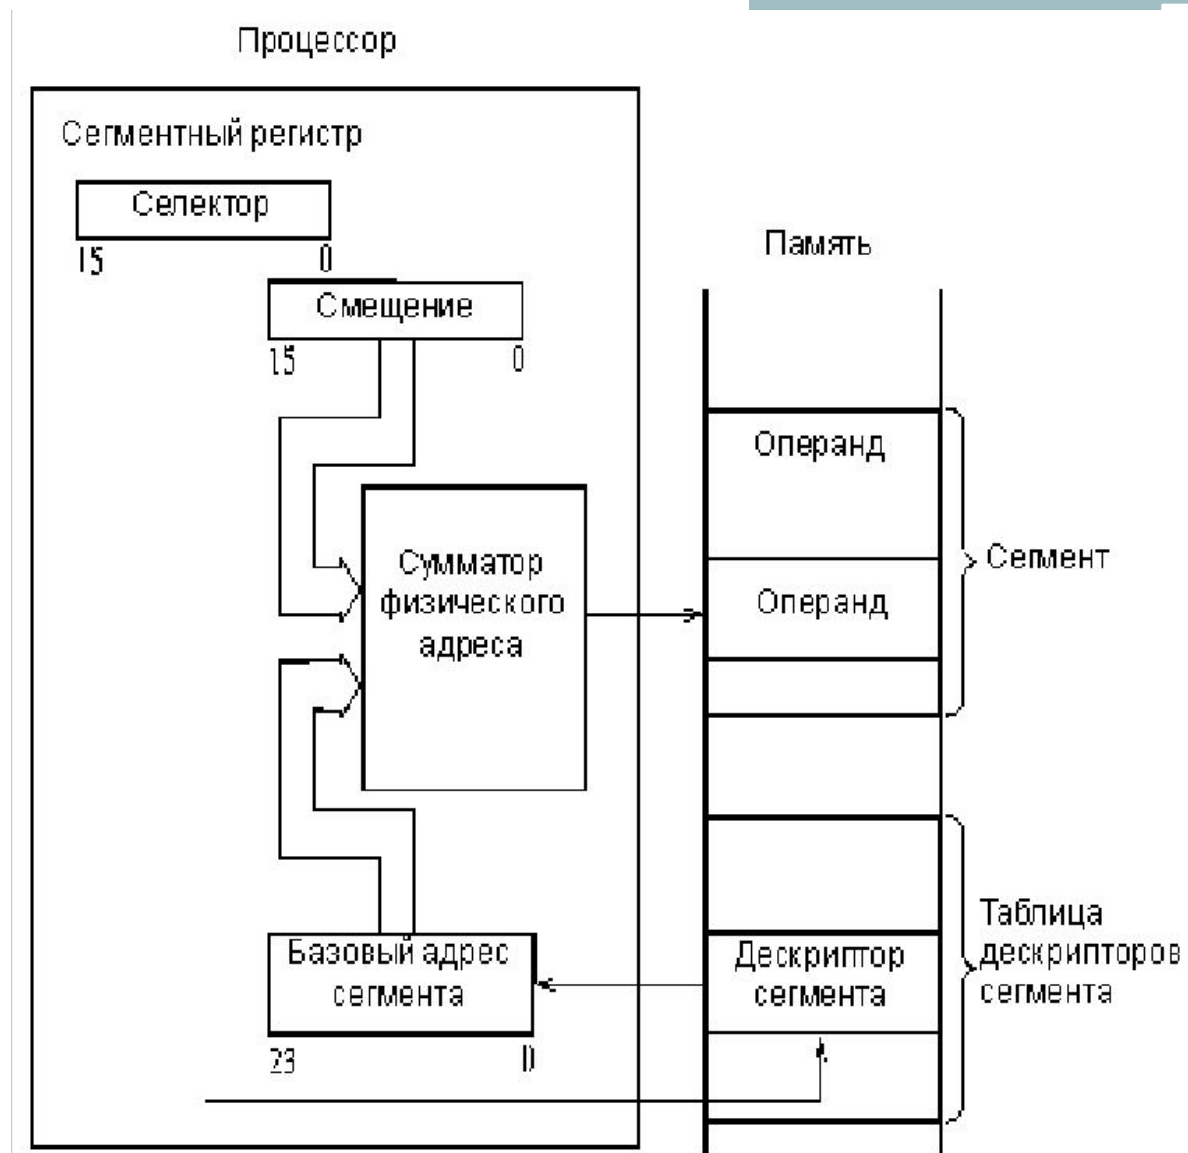 Процессор
Сегментный регистр
Селектор
15 0
Смещение
15 0
Память
Операнд
Операнд
Сегмент
Сумматор
физического
адреса
Базовый адрес
сегмента
23 0
Дескриптор
сегмента
Таблица
дескрипторов
сегмента